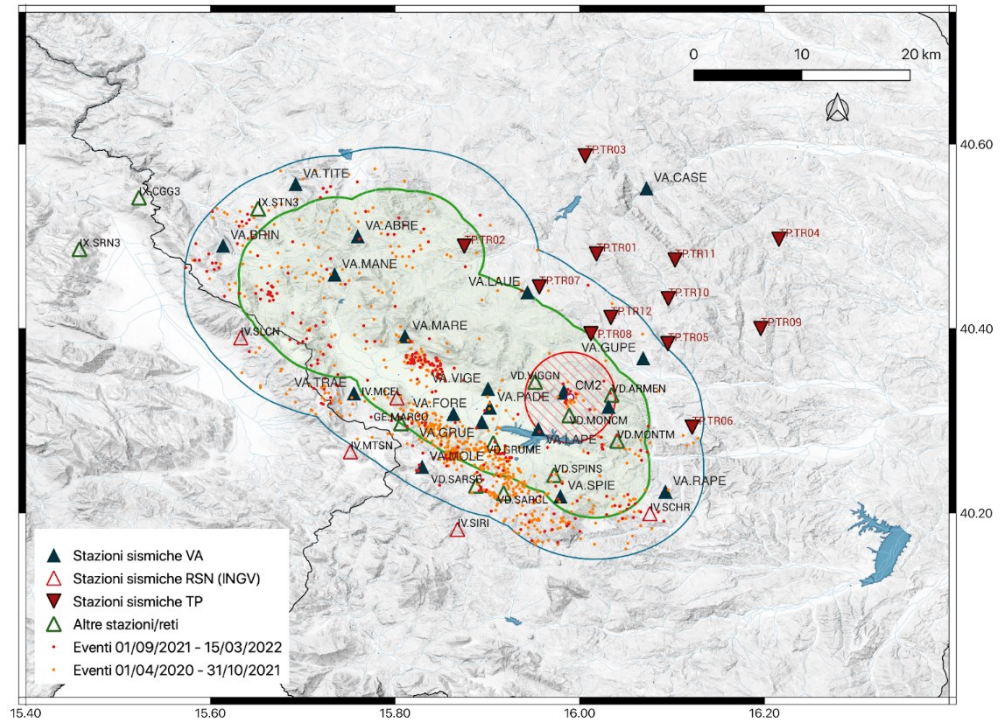 0 10 20 km
40.60
40.60
TP.TR03
VA.TITE
VA.CASE
IX.CGG3
IX.STN3
VA.ABRE
TP.TR02
TP.TR04
VA.BRIN
IX.SRN3
TP.TR01
TP.TR11
VA.MANE
VA.LAUE
TP.TR07
TP.TR10
TP.TR12
TP.TR09
40.40
40.40
IV.SLCN
VA.MARE
TP.TR08
TP.TR05
VA.GUPE
VA.VIGE
VD.VIGGN
VA.TRAE
IV.MCEL
VA.PADE
CM2
VD.ARMEN
VA.FORE
GE.MARCO
VD.MONCM
TP.TR06
VA.GRUE
VA.LAPE
VD.MONTM
IV.MTSN
VD.GRUME
VA.MOLE
VD.SPINS
VD.SARCL
VA.SPIE
VA.RAPE
40.20
40.20
IV.SIRI
IV.SCHR
Stazioni sismiche VA
Stazioni sismiche RSN (INGV)
Stazioni sismiche TP
Altre stazioni/reti
Eventi 01/09/2021 - 15/03/2022
Eventi 01/04/2020 - 31/10/2021
15.40 15.60 15.80 16.00 16.20